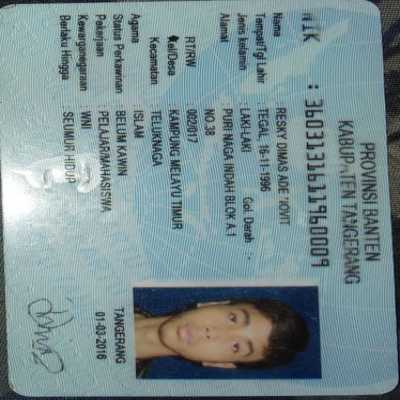 PROVINSI BANTEN
KABUPATEN TANGERANG
NIK : 3603131611960009
Nama : RESKY DIMAS ADE
Tempat/Tgl Lahir : TEGAL, 16-11-1996
Jenis kelamin : LAKI-LAKI Gol. Darah : -
Alamat : PURI NAGA INDAH BLOK A.1
NO.38
RT/RW : 002/017
Kel/Desa : KAMPUNG MELAYU TIMUR
Kecamatan : TELUKNAGA
Agama : ISLAM
Status Perkawinan : BELUM KAWIN
Pekerjaan : PELAJAR/MAHASISWA
Kewarganegaraan : WNI
Berlaku Hingga : SEUMUR HIDUP
TANGERANG
01-03-2016